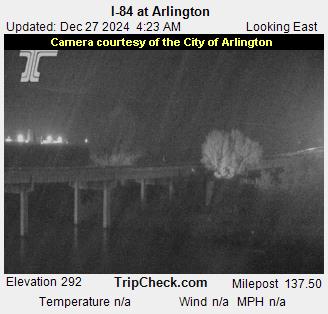 I-84 at Arlington
Updated: Dec 27 2024 4:23 AM Looking East
Camera courtesy of the City of Arlington
Elevation 292 TripCheck.com Milepost 137.50
Temperature n/a Wind n/a MPH n/a